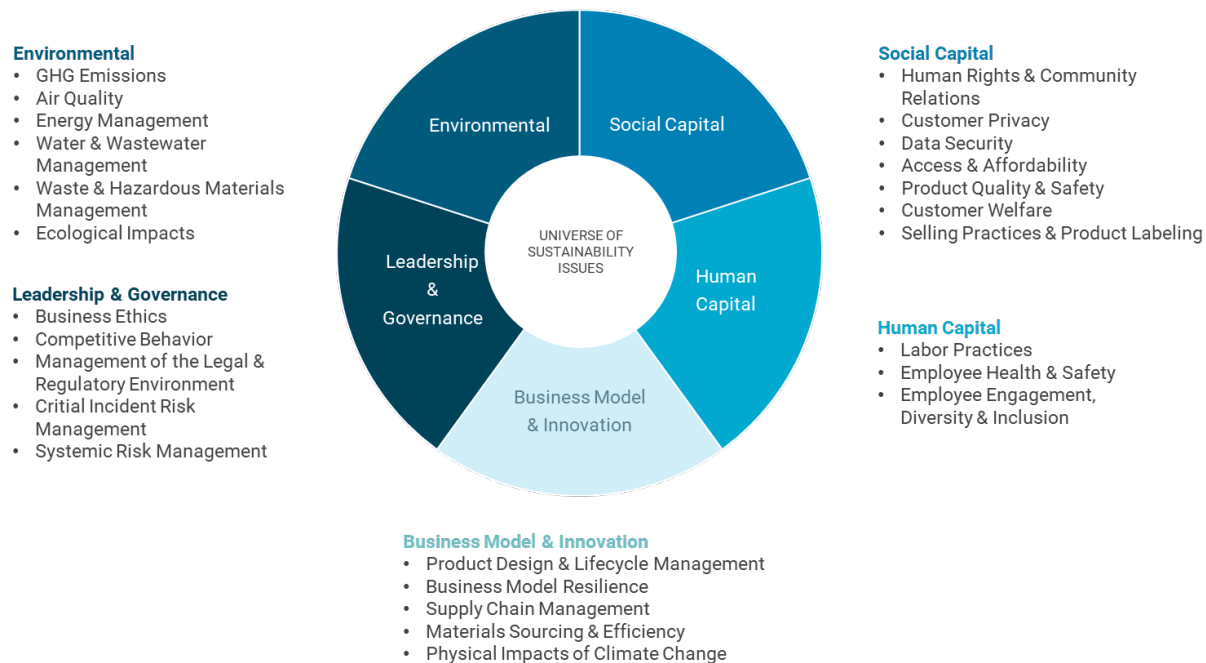 Environmental
• GHG Emissions
• Air Quality
• Energy Management
• Water & Wastewater
Management
• Waste & Hazardous Materials
Management
• Ecological Impacts
Leadership & Governance
• Business Ethics
• Competitive Behavior
• Management of the Legal &
Regulatory Environment
• Critial Incident Risk
Management
• Systemic Risk Management
Environmental
Social Capital
Leadership
&
Governance
UNIVERSE OF
SUSTAINABILITY
ISSUES
Human
Capital
Business Model
& Innovation
Social Capital
• Human Rights & Community
Relations
• Customer Privacy
• Data Security
• Access & Affordability
• Product Quality & Safety
• Customer Welfare
• Selling Practices & Product Labeling
Human Capital
• Labor Practices
• Employee Health & Safety
• Employee Engagement,
Diversity & Inclusion
Business Model & Innovation
• Product Design & Lifecycle Management
• Business Model Resilience
• Supply Chain Management
• Materials Sourcing & Efficiency
• Physical Impacts of Climate Change